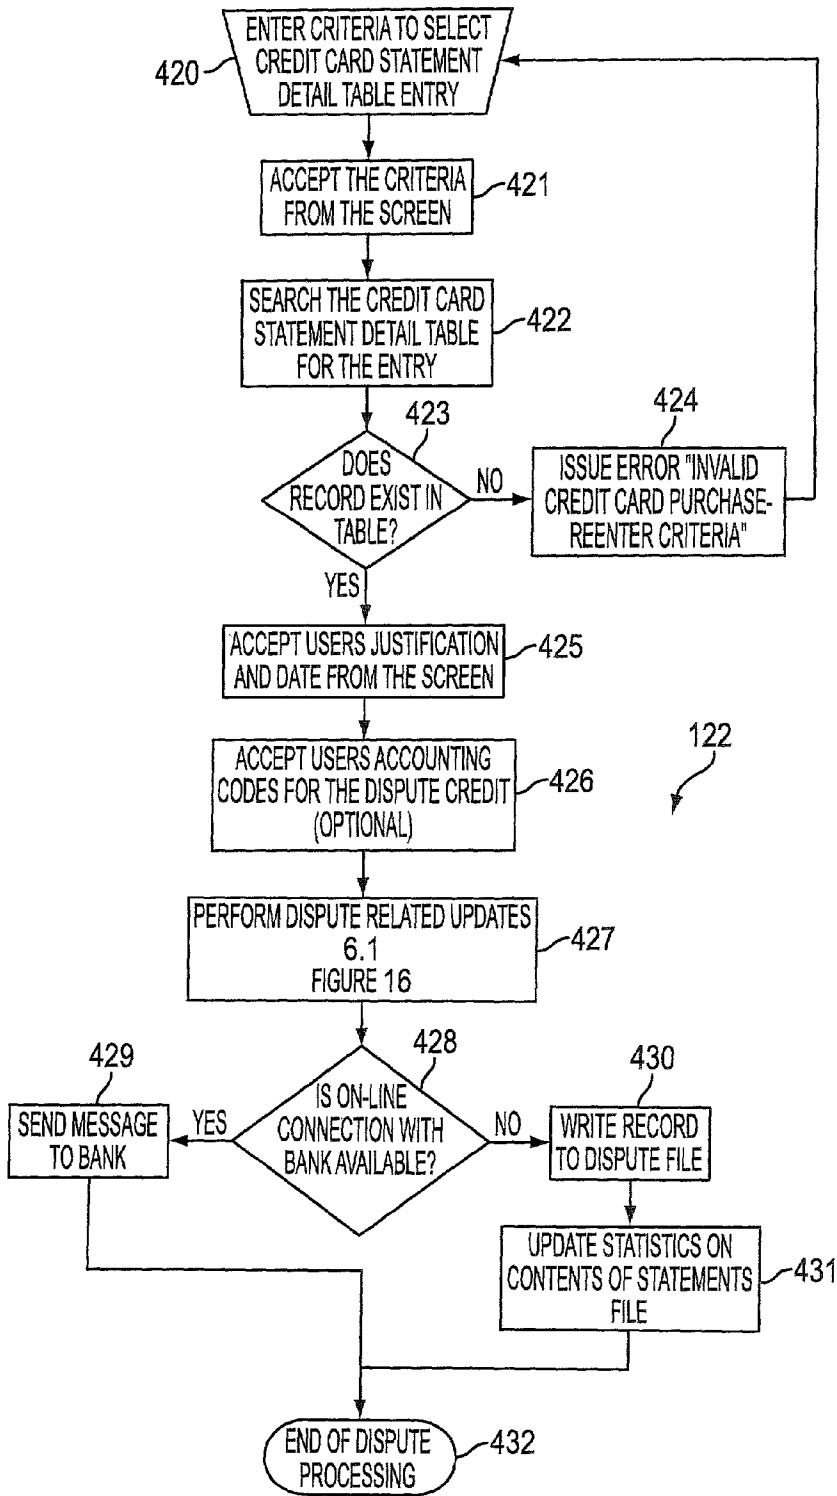 ENTER CRITERIA TO SELECT
CREDIT CARD STATEMENT
DETAIL TABLE ENTRY
420
ACCEPT THE CRITERIA
FROM THE SCREEN
421
SEARCH THE CREDIT CARD
STATEMENT DETAIL TABLE
FOR THE ENTRY
422
423
DOES
RECORD EXIST IN
TABLE?
NO
YES
424
ISSUE ERROR "INVALID
CREDIT CARD PURCHASE-
REENTER CRITERIA"
ACCEPT USERS JUSTIFICATION
AND DATE FROM THE SCREEN
425
ACCEPT USERS ACCOUNTING
CODES FOR THE DISPUTE CREDIT
(OPTIONAL)
426
122
PERFORM DISPUTE RELATED UPDATES
6.1
FIGURE 16
427
428
IS ON-LINE
CONNECTION WITH
BANK AVAILABLE?
YES
NO
429
SEND MESSAGE
TO BANK
430
WRITE RECORD
TO DISPUTE FILE
UPDATE STATISTICS ON
CONTENTS OF STATEMENTS
FILE
431
END OF DISPUTE
PROCESSING
432